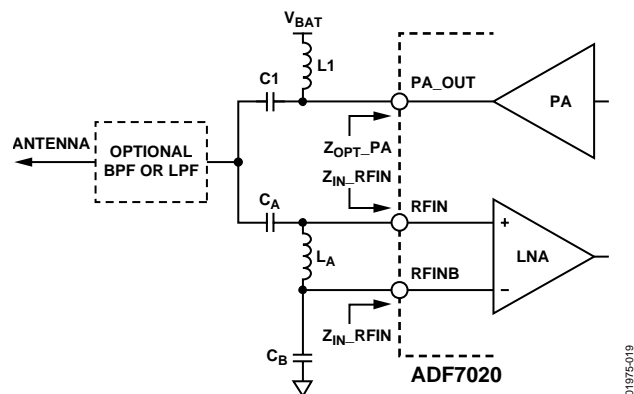 VBAT
L1
C1
PA_OUT
PA
ANTENNA
OPTIONAL
BPF OR LPF
ZOPT_PA
ZIN_RFIN
CA
RFIN
+
LA
LNA
RFINB
−
ZIN_RFIN
CB
ADF7020
01975-019